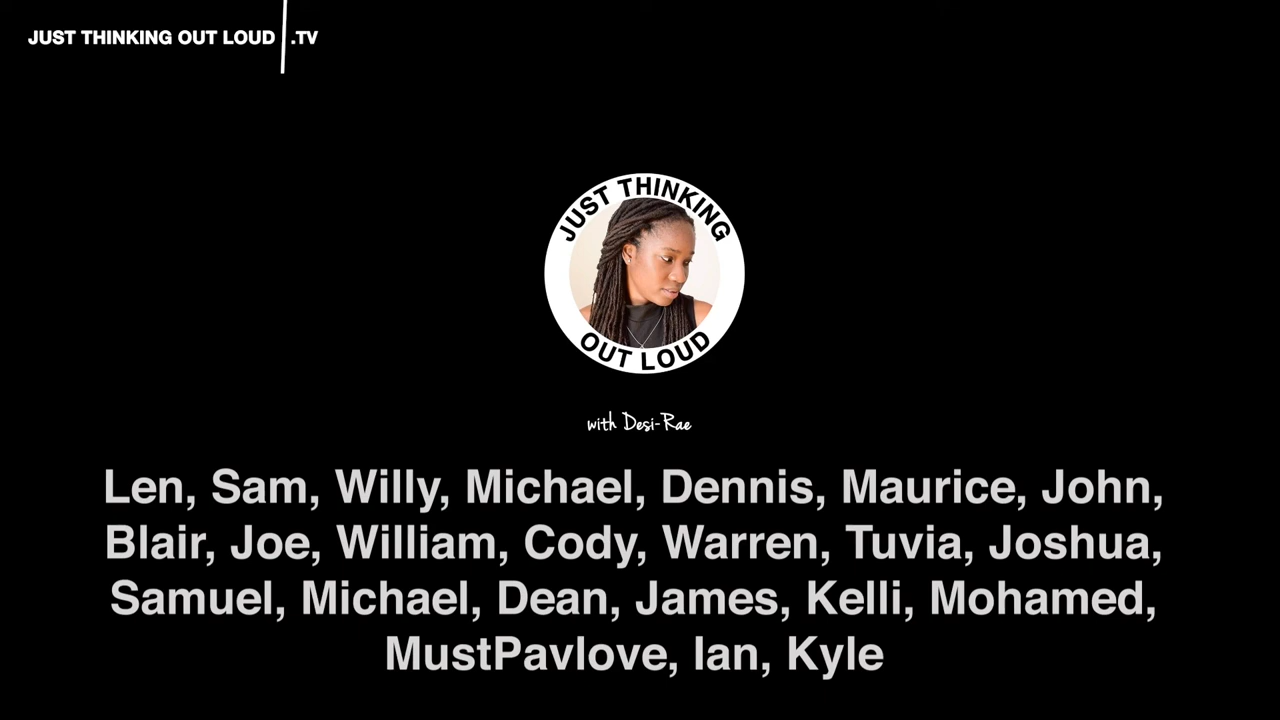 JUST THINKING OUT LOUD .TV
JUST THINKING
OUT LOUD
with Desi-Rae
Len, Sam, Willy, Michael, Dennis, Maurice, John,
Blair, Joe, William, Cody, Warren, Tuvia, Joshua,
Samuel, Michael, Dean, James, Kelli, Mohamed,
MustPavlove, Ian, Kyle